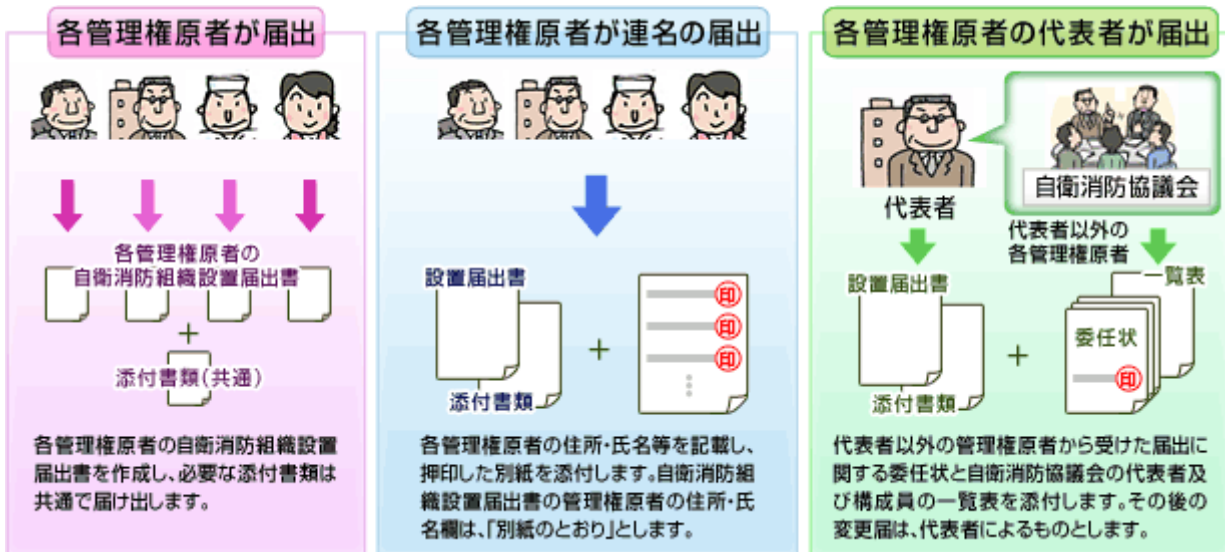 各管理権原者が届出
各管理権原者の
自衛消防組織設置届出書
+
添付書類(共通)
各管理権原者の自衛消防組織設置
届出書を作成し、必要な添付書類は
共通で届け出します。
各管理権原者が連名の届出
設置届出書
添付書類
+
印
印
印
各管理権原者の住所・氏名等を記載し、
押印した別紙を添付します。自衛消防組
織設置届出書の管理権原者の住所・氏
名欄は、「別紙のとおり」とします。
各管理権原者の代表者が届出
代表者
自衛消防協議会
代表者以外の
各管理権原者
設置届出書
添付書類
+
一覧表
委任状
印
代表者以外の管理権原者から受けた届出に
関する委任状と自衛消防協議会の代表者及
び構成員の一覧表を添付します。その後の
変更届は、代表者によるものとします。